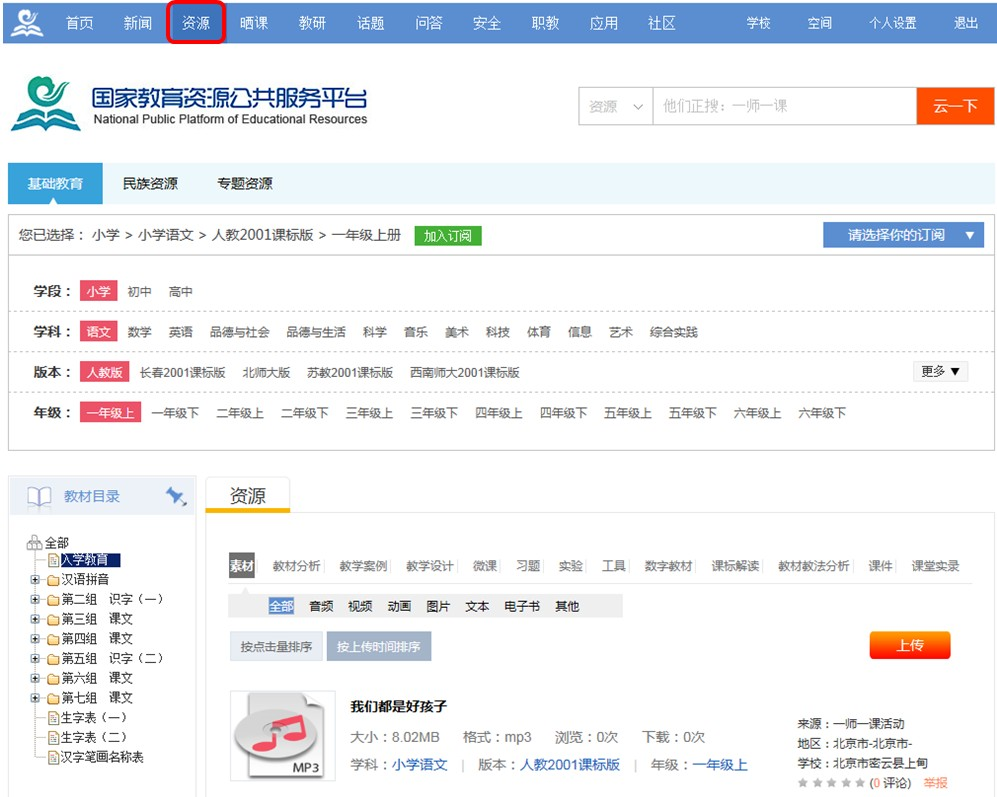 首页 新闻 资源 晒课 教研 话题 问答 安全 职教 应用 社区 学校 空间 个人设置 退出
国家教育资源公共服务平台
National Public Platform of Educational Resources
资源 他们正搜：一师一课 云一下
基础教育 民族资源 专题资源
您已选择： 小学 > 小学语文 > 人教2001课标版 > 一年级上册 加入订阅 请选择你的订阅 ▼
学段： 小学 初中 高中
学科： 语文 数学 英语 品德与社会 品德与生活 科学 音乐 美术 科技 体育 信息 艺术 综合实践
版本： 人教版 长春2001课标版 北师大版 苏教2001课标版 西南师大2001课标版 更多 ▼
年级： 一年级上 一年级下 二年级上 二年级下 三年级上 三年级下 四年级上 四年级下 五年级上 五年级下 六年级上 六年级下
教材目录
全部
入学教育
汉语拼音
第二组 识字（一）
第三组 课文
第四组 课文
第五组 识字（二）
第六组 课文
第七组 课文
生字表（一）
生字表（二）
汉字笔画名称表
资源
素材 教材分析 教学案例 教学设计 微课 习题 实验 工具 数字教材 课标解读 教材教法分析 课件 课堂实录
全部 音频 视频 动画 图片 文本 电子书 其他
按点击量排序 按上传时间排序 上传
MP3
我们都是好孩子
大小：8.02MB 格式：mp3 浏览：0次 下载：0次
学科：小学语文 | 版本：人教2001课标版 | 年级：一年级上
来源：一师一课活动
地区：北京市-北京市-
学校：北京市密云县上甸
(0 评论) 举报